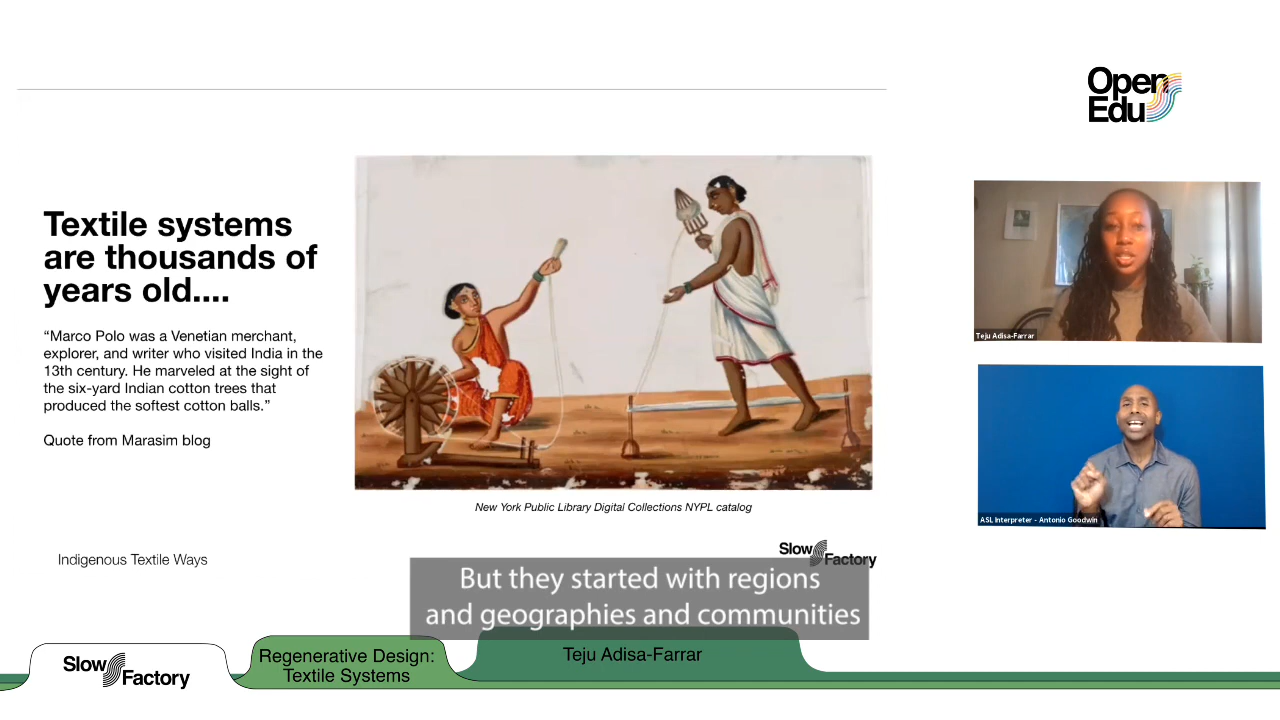 Open
Edu
Textile systems
are thousands of
years old....
“Marco Polo was a Venetian merchant,
explorer, and writer who visited India in the
13th century. He marveled at the sight of
the six-yard Indian cotton trees that
produced the softest cotton balls.”
Quote from Marasim blog
New York Public Library Digital Collections NYPL catalog
Teju Adisa-Farrar
ASL Interpreter - Antonio Goodwin
Indigenous Textile Ways
Slow
Factory
But they started with regions
and geographies and communities
Slow
Factory
Regenerative Design:
Textile Systems
Teju Adisa-Farrar